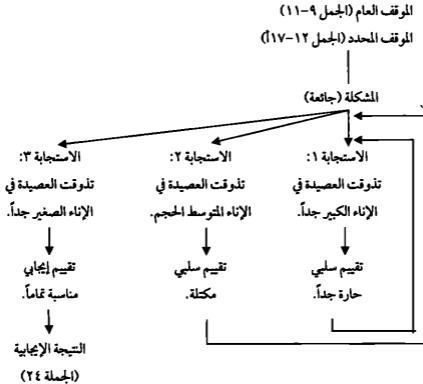 الموقف العام (الجمل ٩–١١)
الموقف المحدد (الجمل ١٢–١٧أ)
المشكلة (جائعة)
الاستجابة ١:
تذوقت العصيدة في
الإناء الكبير جداً.
تقييم سلبي
حارة جداً.
الاستجابة ٢:
تذوقت العصيدة في
الإناء المتوسط الحجم.
تقييم سلبي
مكتلة.
الاستجابة ٣:
تذوقت العصيدة في
الإناء الصغير جداً.
تقييم إيجابي
مناسبة تماماً.
النتيجة الإيجابية
(الجملة ٢٤)